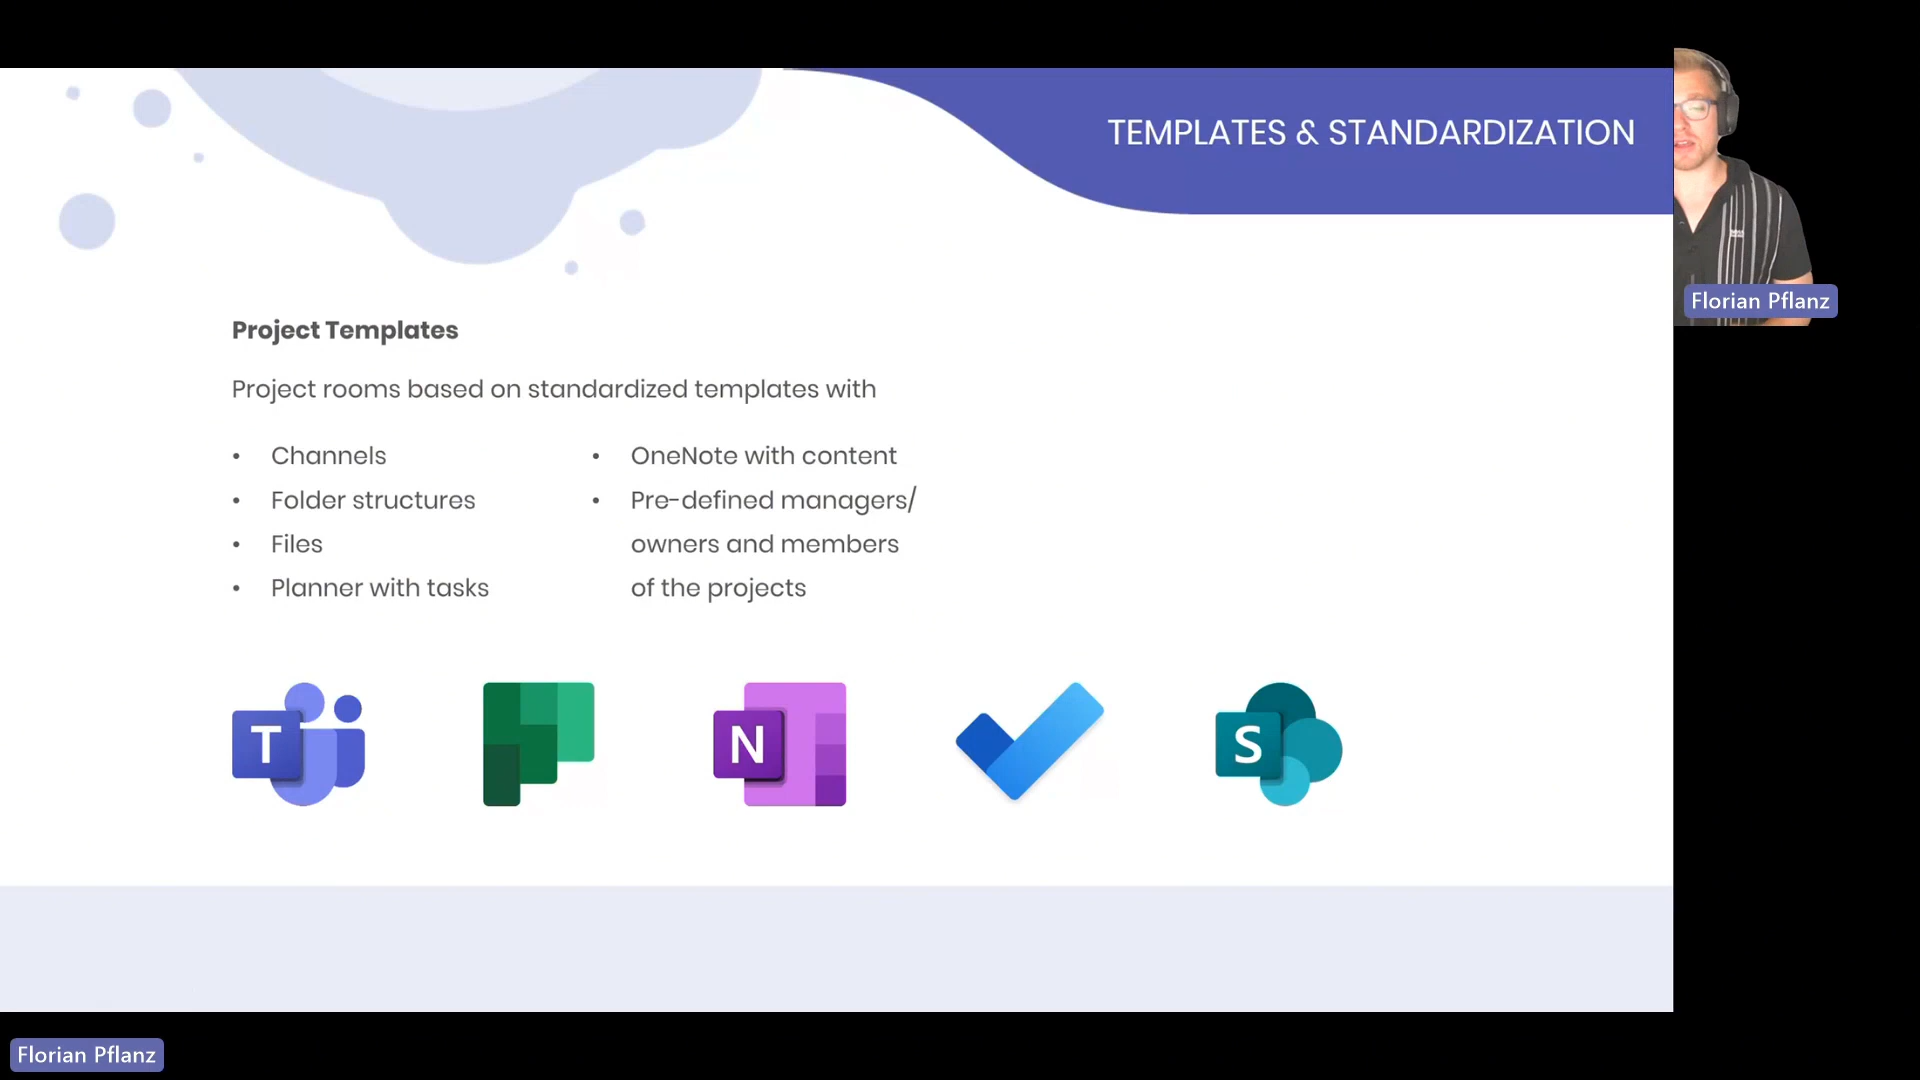 TEMPLATES & STANDARDIZATION
Florian Pflanz
Project Templates
Project rooms based on standardized templates with
• Channels
• Folder structures
• Files
• Planner with tasks
• OneNote with content
• Pre-defined managers/
owners and members
of the projects
T
N
S
Florian Pflanz